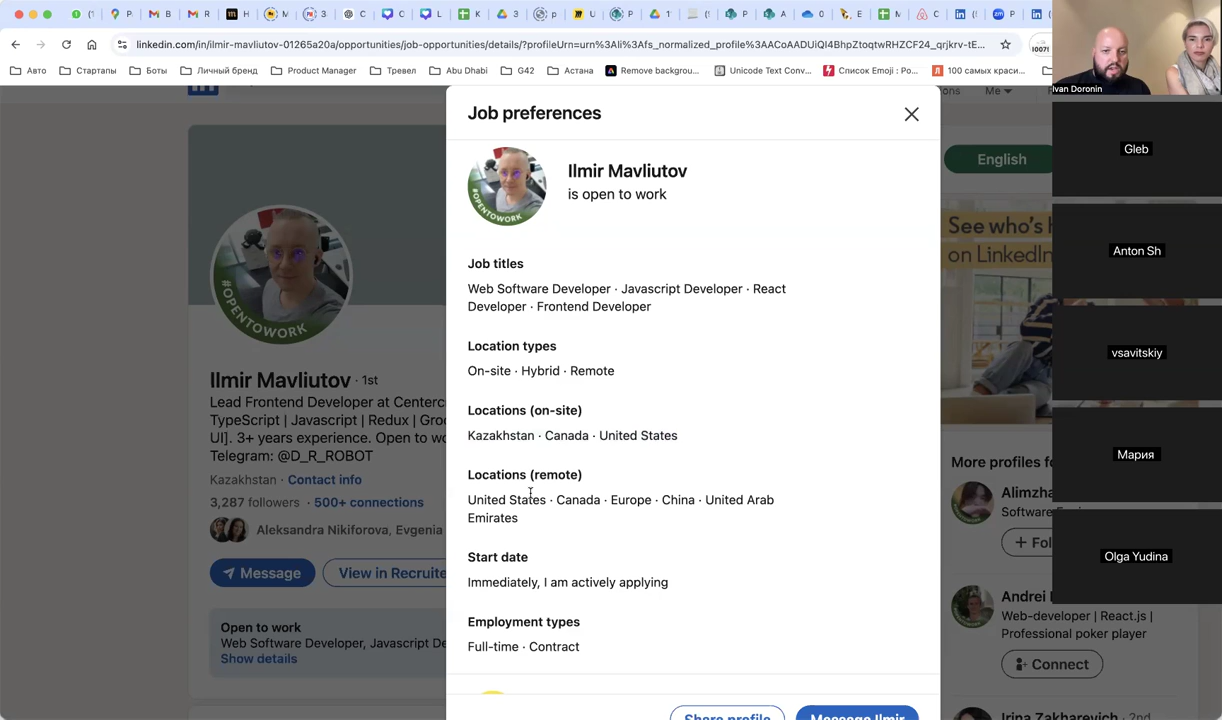 linkedin.com/in/ilmir-mavliutov-01265a20a/opportunities/job-opportunities/details/?profileUrn=urn%3Ali%3Afs_normalized_profile%3AACoAADUiQI4BhpZtoqtwRHZCF24_qrjkrv-tE...
Авто
Стартапы
Боты
Личный бренд
Product Manager
Тревел
Abu Dhabi
G42
Астана
Remove backgrou...
Unicode Text Conv...
Список Emoji : Po...
100 самых краси...
Ivan Doronin
Me
Job preferences
Ilmir Mavliutov
is open to work
#OPENTOWORK
Job titles
Web Software Developer · Javascript Developer · React
Developer · Frontend Developer
Location types
On-site · Hybrid · Remote
Locations (on-site)
Kazakhstan · Canada · United States
Locations (remote)
United States · Canada · Europe · China · United Arab
Emirates
Start date
Immediately, I am actively applying
Employment types
Full-time · Contract
Share profile
Message Ilmir
#OPENTOWORK
Ilmir Mavliutov · 1st
Lead Frontend Developer at Centerc
TypeScript | Javascript | Redux | Gro
UI]. 3+ years experience. Open to wo
Telegram: @D_R_ROBOT
Kazakhstan · Contact info
3,287 followers · 500+ connections
Aleksandra Nikiforova, Evgenia
Message
View in Recruite
Open to work
Web Software Developer, Javascript De
Show details
English
See who's h
on LinkedIn
More profiles fo
Alimzha
Software
+ Fol
Andrei
Web-developer | React.js |
Professional poker player
Connect
Irina Zakharevich · 2nd
Gleb
Anton Sh
vsavitskiy
Мария
Olga Yudina